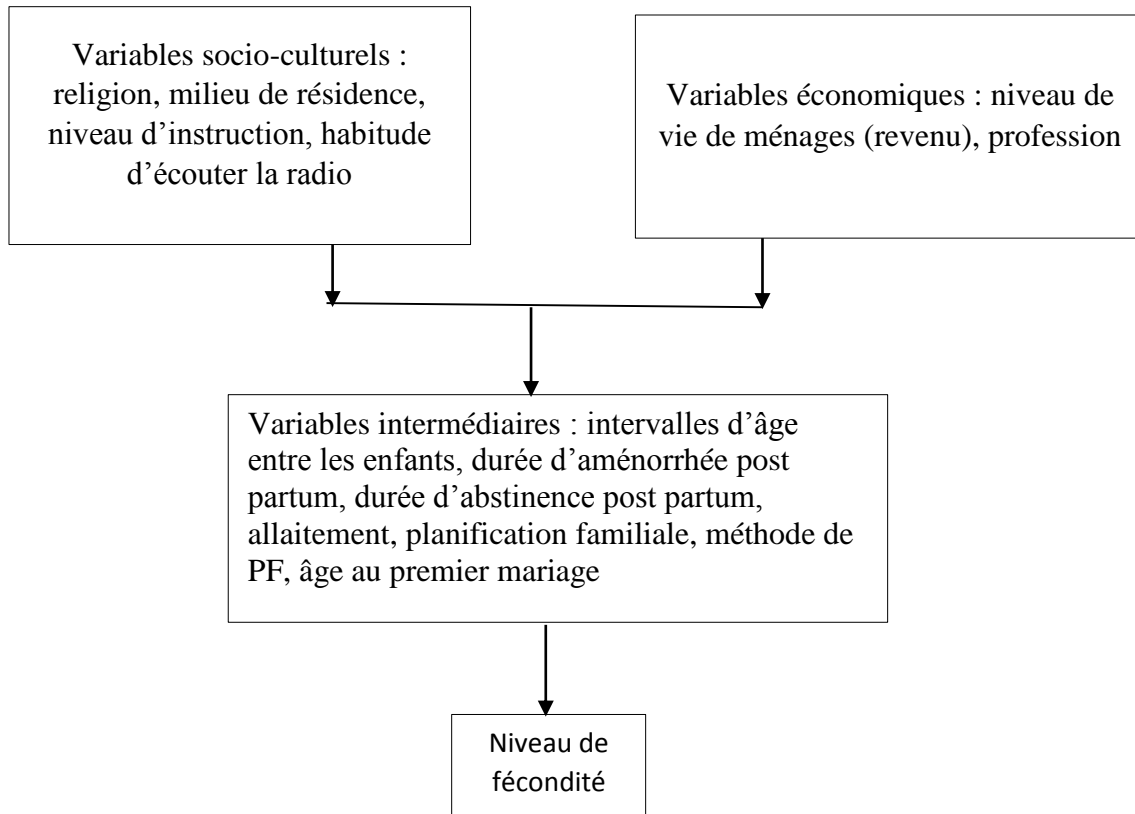 Variables socio-culturels :
religion, milieu de résidence,
niveau d’instruction, habitude
d’écouter la radio
Variables économiques : niveau de
vie de ménages (revenu), profession
Variables intermédiaires : intervalles d’âge
entre les enfants, durée d’aménorrhée post
partum, durée d’abstinence post partum,
allaitement, planification familiale, méthode de
PF, âge au premier mariage
Niveau de
fécondité